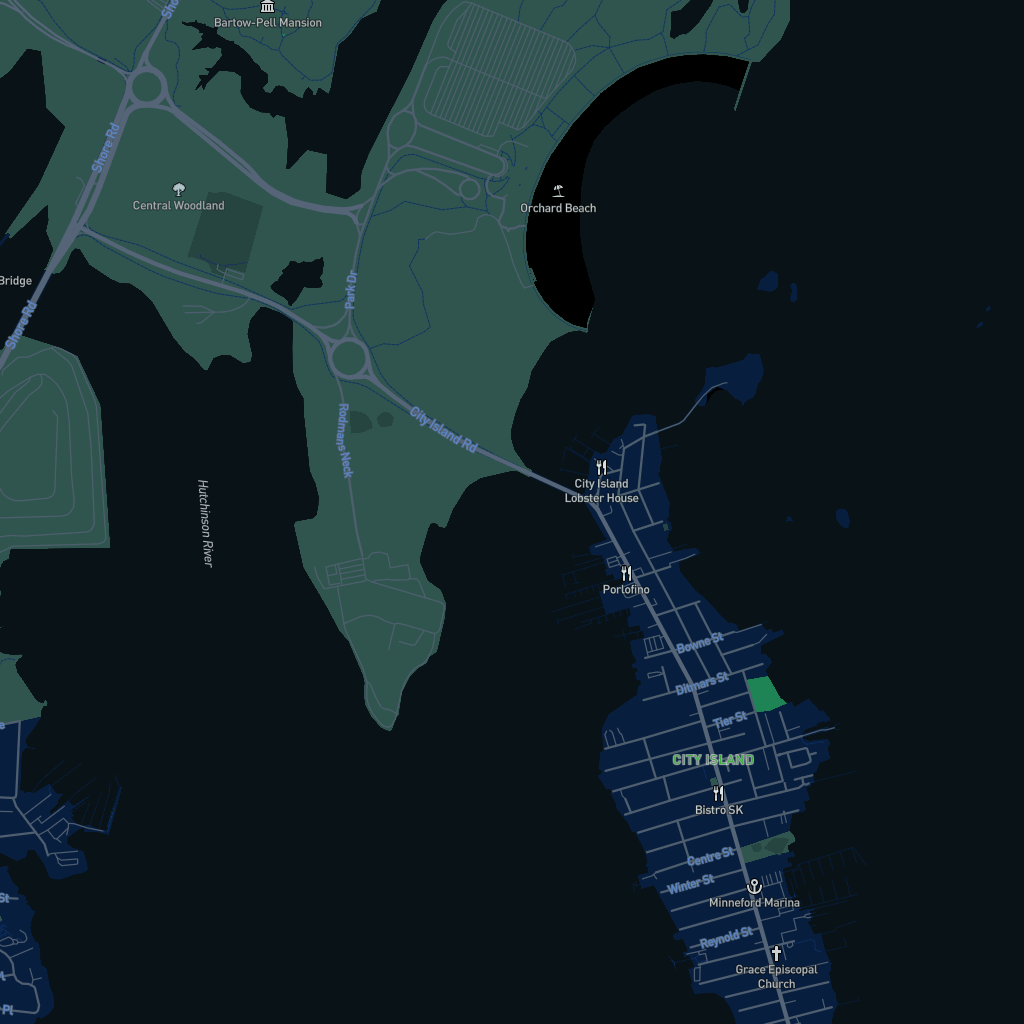 Sho
Bartow-Pell Mansion
Shore Rd
Central Woodland
Orchard Beach
Bridge
Park Dr
Shore Rd
Rodmans Neck
City Island Rd
City Island
Lobster House
Hutchinson River
Portofino
Bowne St
Ditmars St
Tier St
CITY ISLAND
Bistro SK
Centre St
Winter St
Minneford Marina
St
Reynold St
Grace Episcopal
Church
Pl